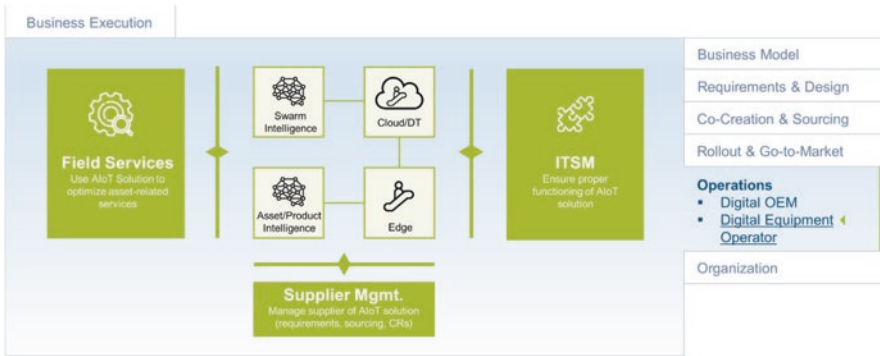 Business Execution
Field Services
Use AIoT Solution to
optimize asset-related
services
Swarm
Intelligence
Cloud/DT
Asset/Product
Intelligence
Edge
ITSM
Ensure proper
functioning of AIoT
solution
Supplier Mgmt.
Manage supplier of AIoT solution
(requirements, sourcing, CRs)
Business Model
Requirements & Design
Co-Creation & Sourcing
Rollout & Go-to-Market
Operations
▪ Digital OEM
▪ Digital Equipment
Operator
Organization